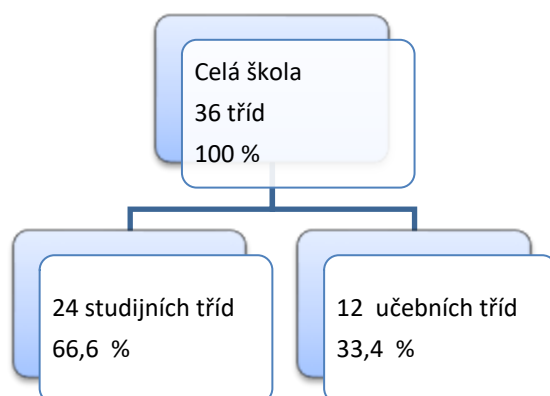 Celá škola
36 tříd
100 %
24 studijních tříd
66,6 %
12 učebních tříd
33,4 %